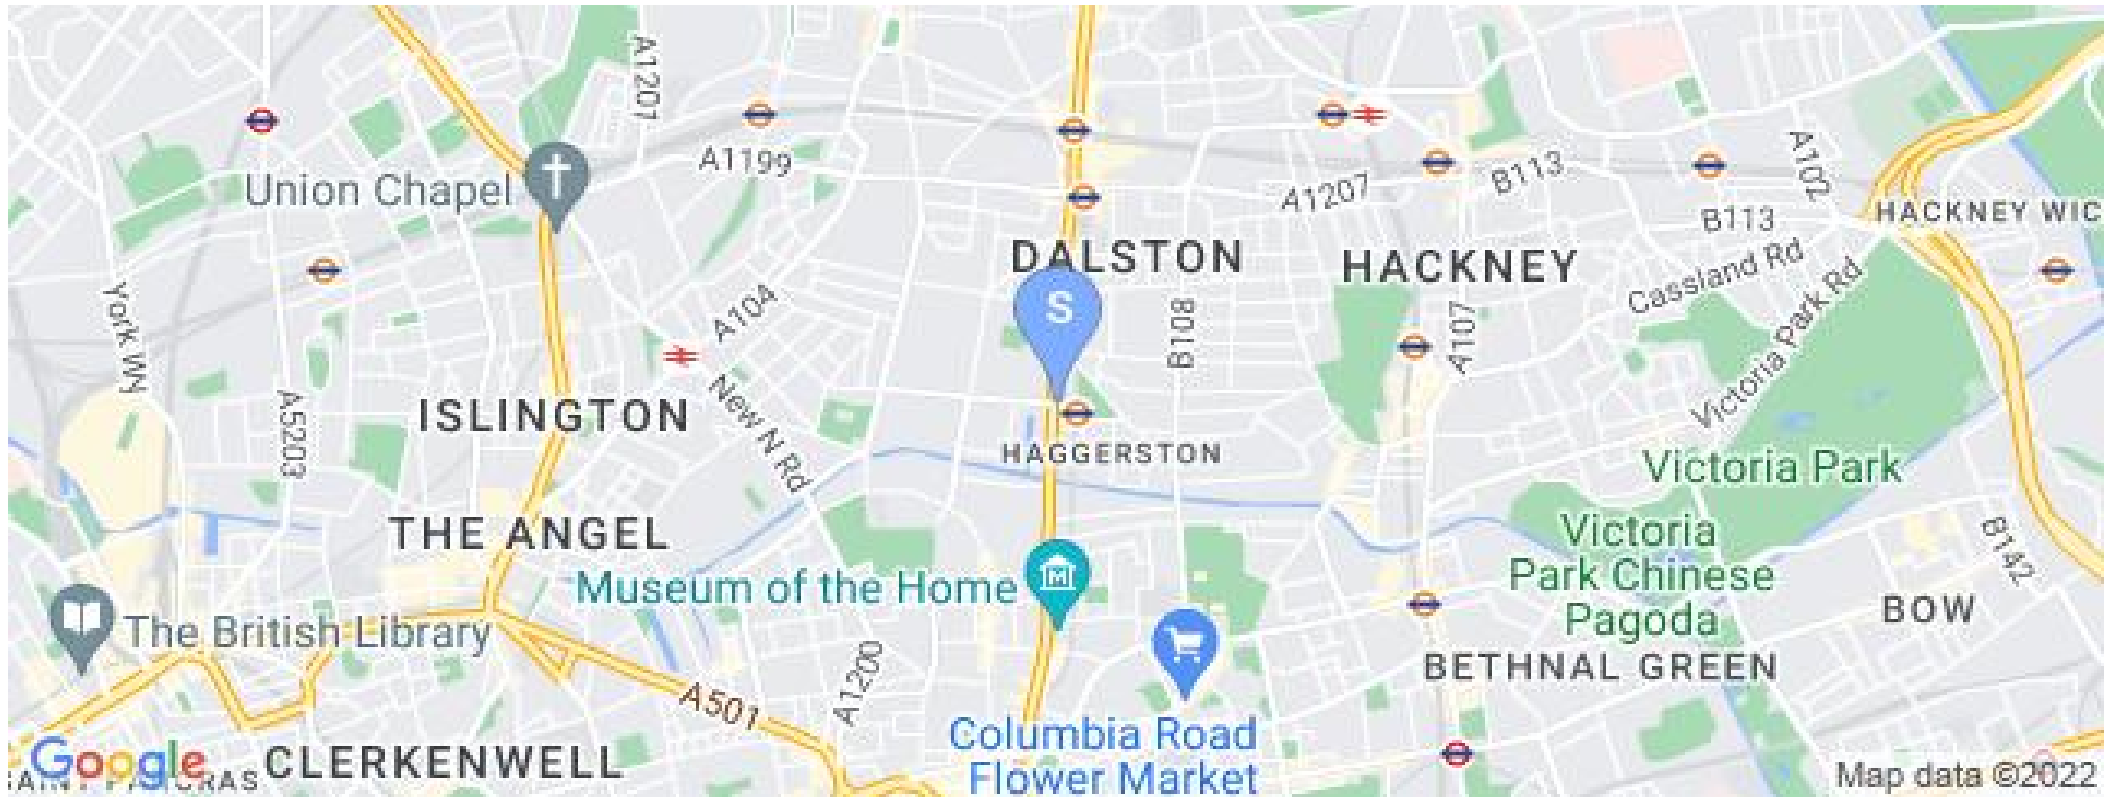 A1201
A1199
Union Chapel
A1207
B113
A102
B113
HACKNEY WIC
DALSTON
HACKNEY
Cassland Rd
Victoria Park Rd
York Wy
A104
S
B108
A107
A5203
ISLINGTON
New N Rd
HAGGERSTON
Victoria Park
THE ANGEL
Victoria
Park Chinese
Pagoda
B142
Museum of the Home
BOW
The British Library
BETHNAL GREEN
A501
A1200
Columbia Road
Flower Market
Google
CLERKENWELL
Map data ©2022